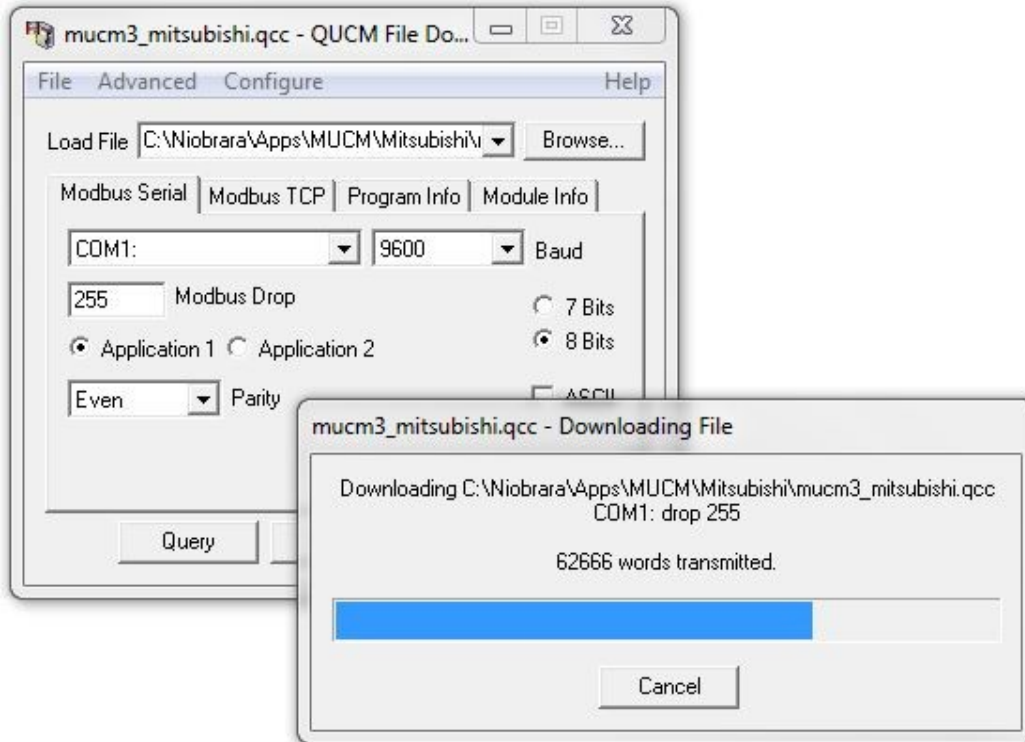 mucm3_mitsubishi.qcc - QUCM File Do...
File Advanced Configure Help
Load File C:\Niobrara\Apps\MUCM\Mitsubishi\ Browse...
Modbus Serial Modbus TCP Program Info Module Info
COM1: 9600 Baud
255 Modbus Drop
7 Bits
Application 1 Application 2 8 Bits
Even Parity ASCII
Query
mucm3_mitsubishi.qcc - Downloading File
Downloading C:\Niobrara\Apps\MUCM\Mitsubishi\mucm3_mitsubishi.qcc
COM1: drop 255
62666 words transmitted.
Cancel